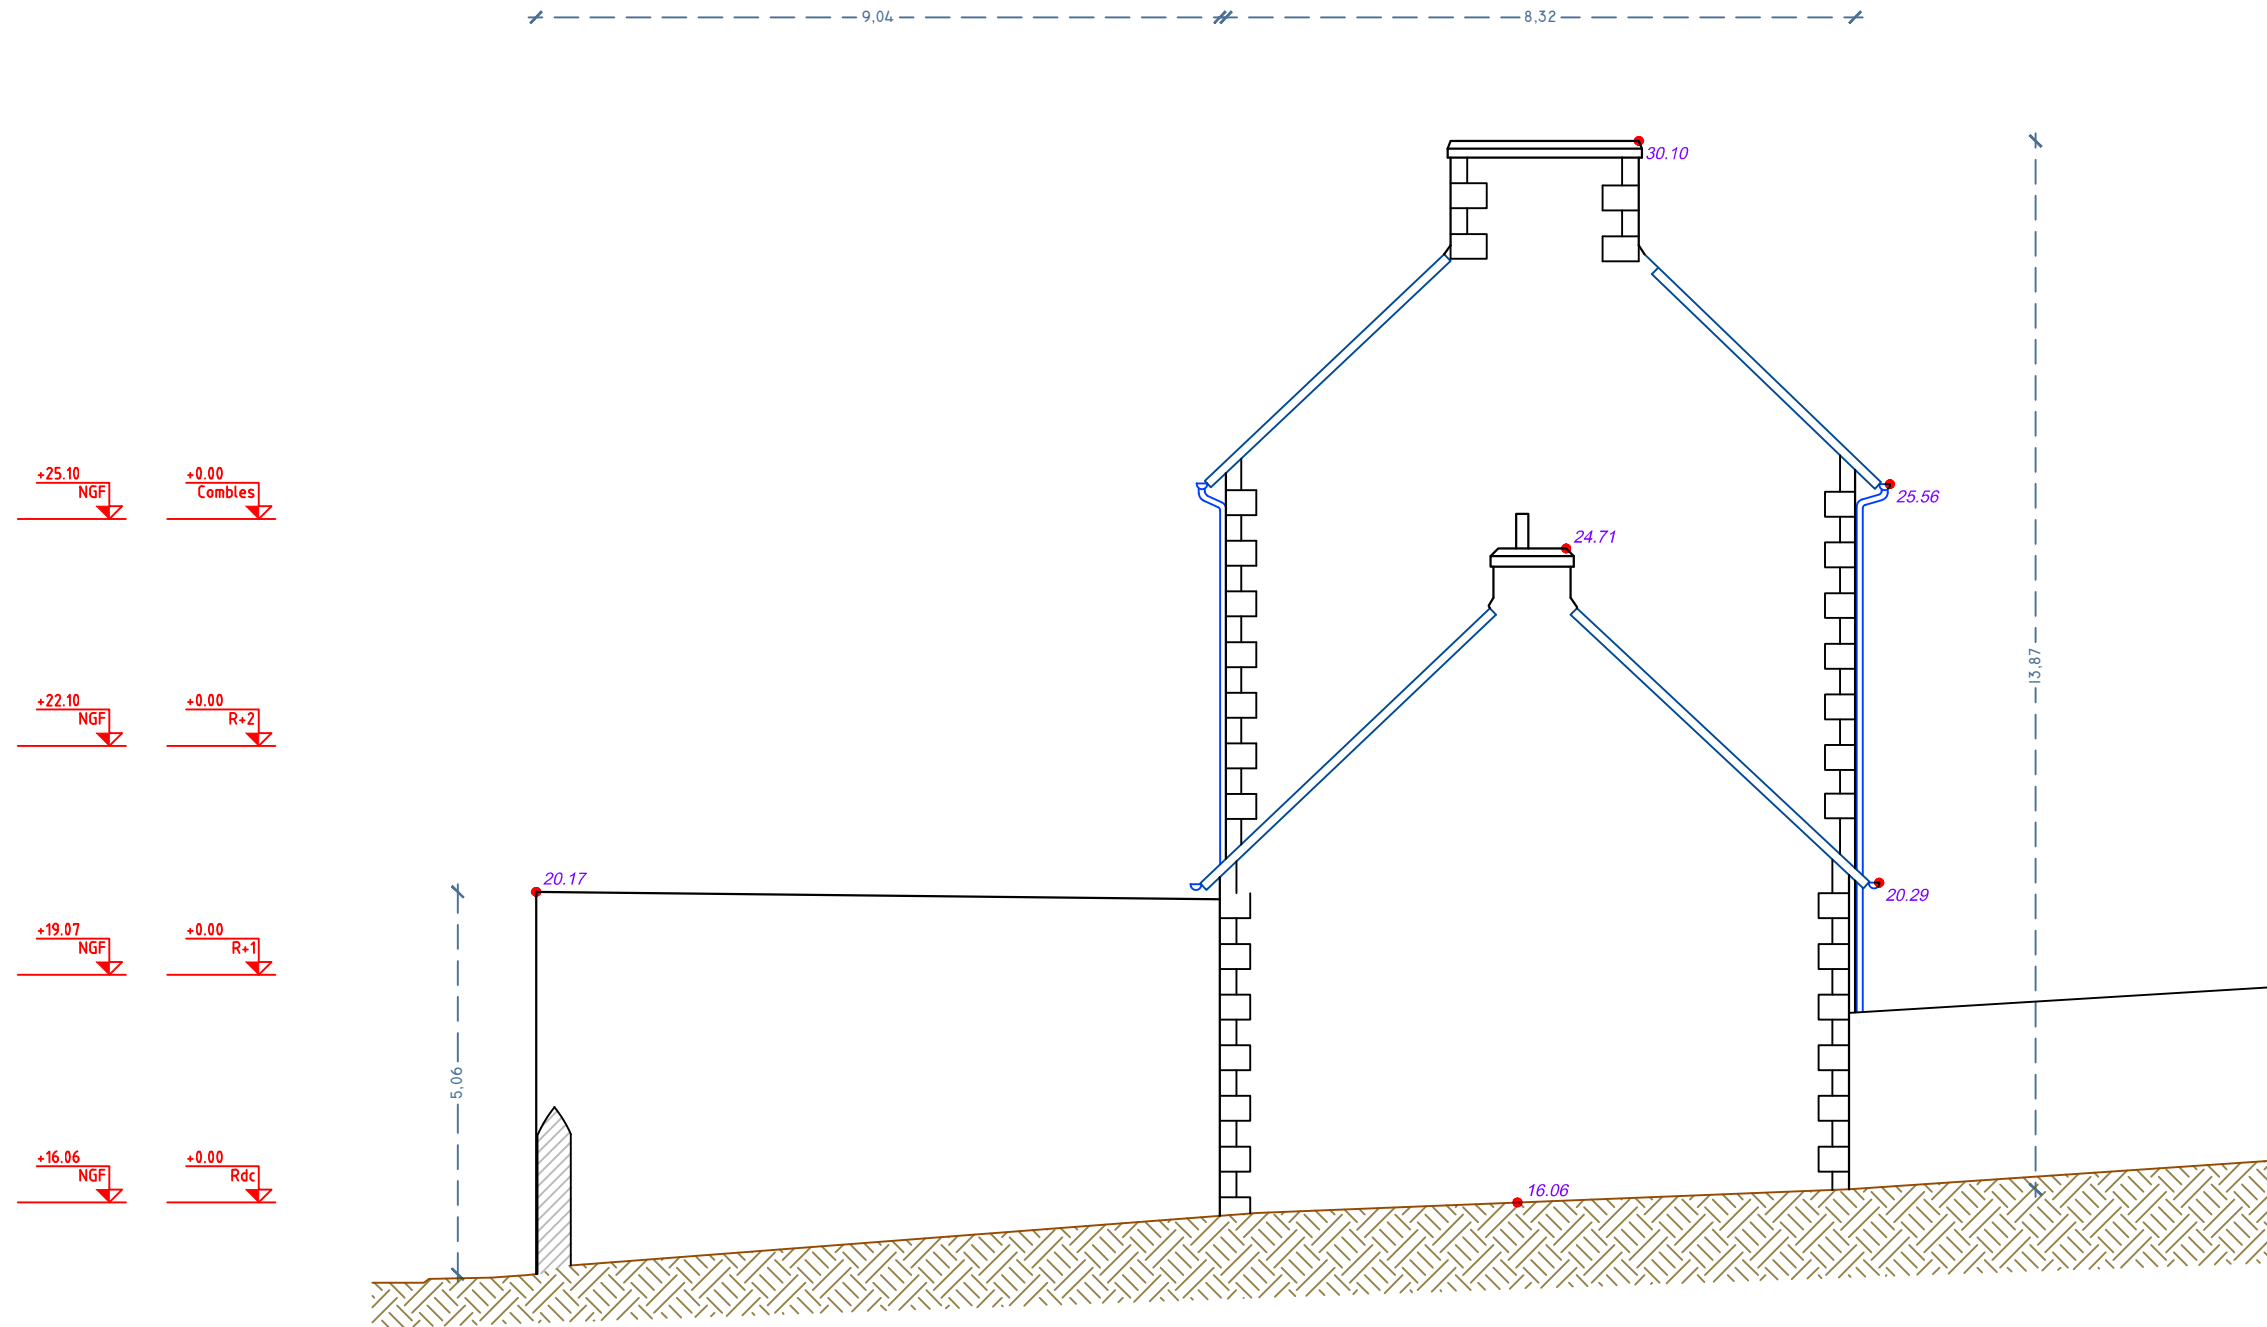 9,04
8,32
30.10
+25.10
NGF
+0.00
Combles
25.56
24.71
+22.10
NGF
+0.00
R+2
13,87
20.17
20.29
+19.07
NGF
+0.00
R+1
5,06
+16.06
NGF
+0.00
Rdc
16.06